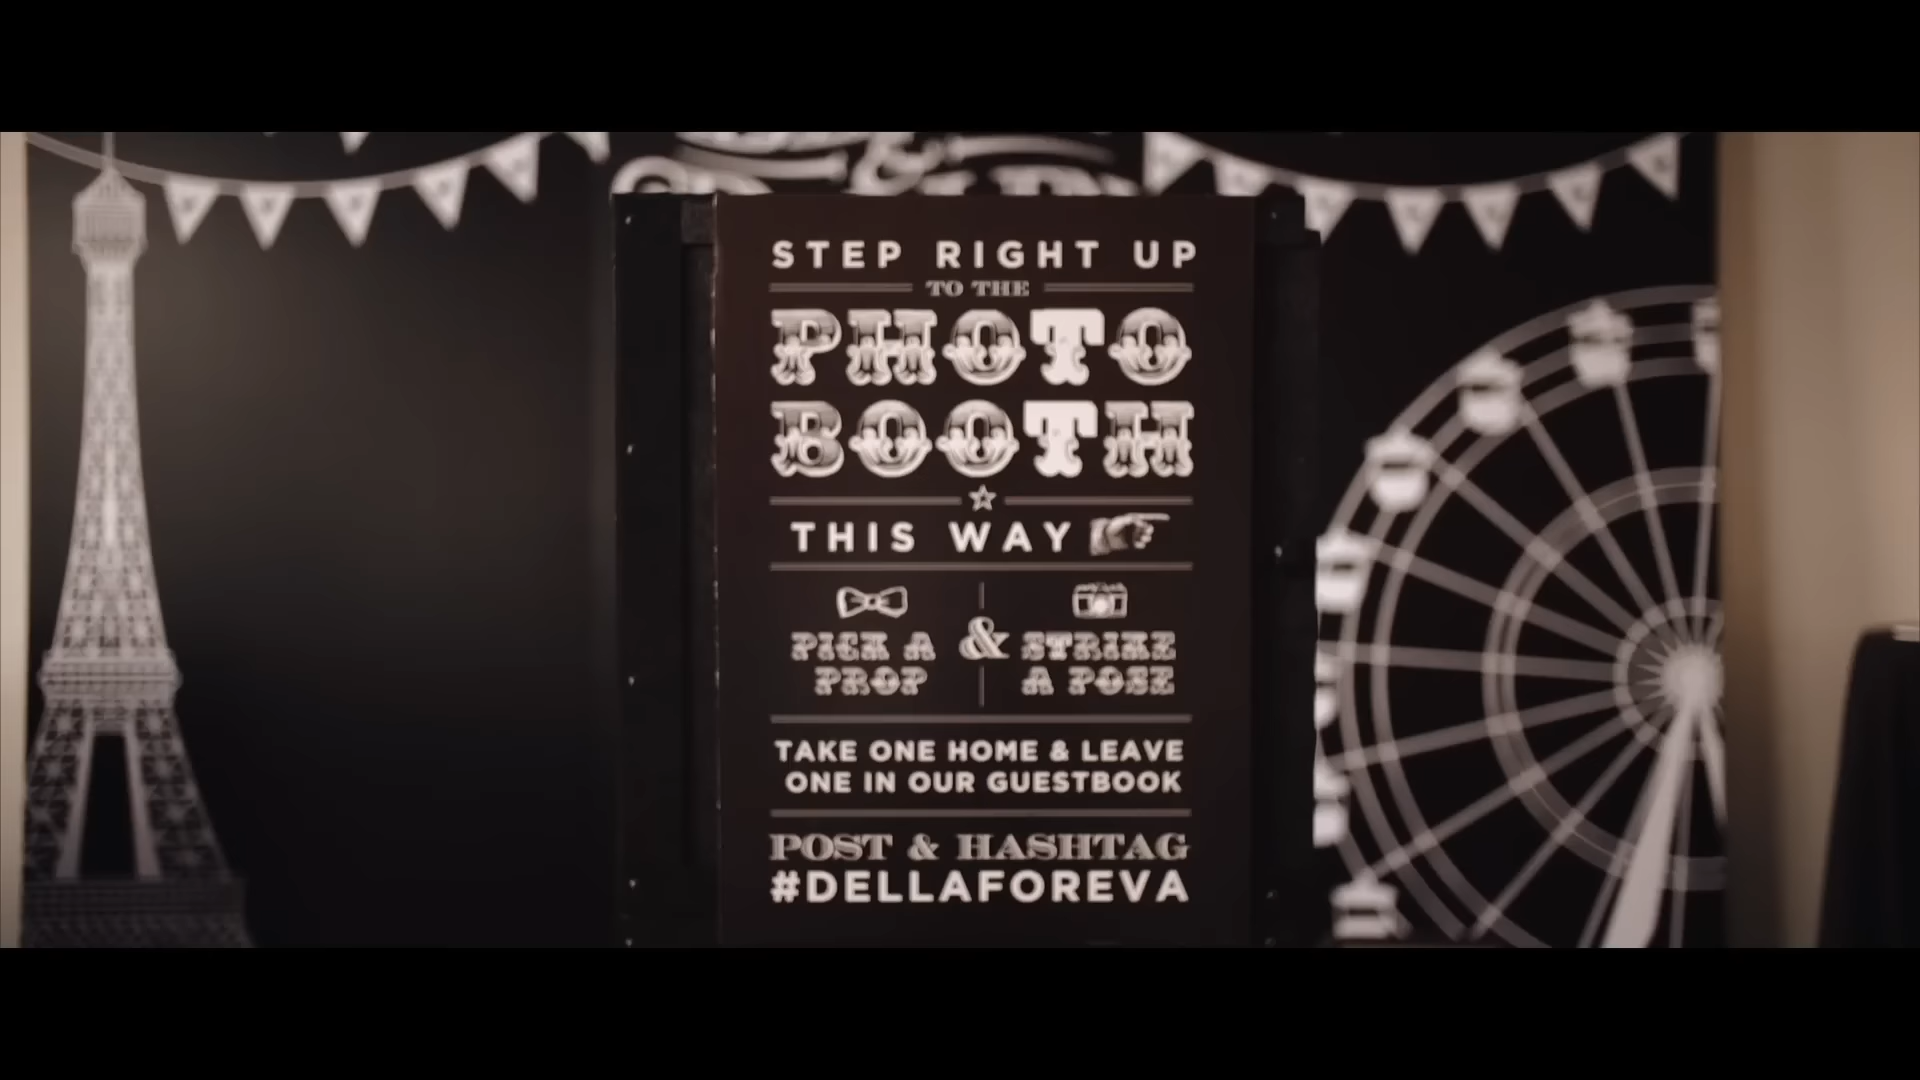 &
STEP RIGHT UP
TO THE
PHOTO
BOOTH
THIS WAY
PICK A
PROP
&
STRIKE
A POSE
TAKE ONE HOME & LEAVE
ONE IN OUR GUESTBOOK
POST & HASHTAG
#DELLAFOREVA